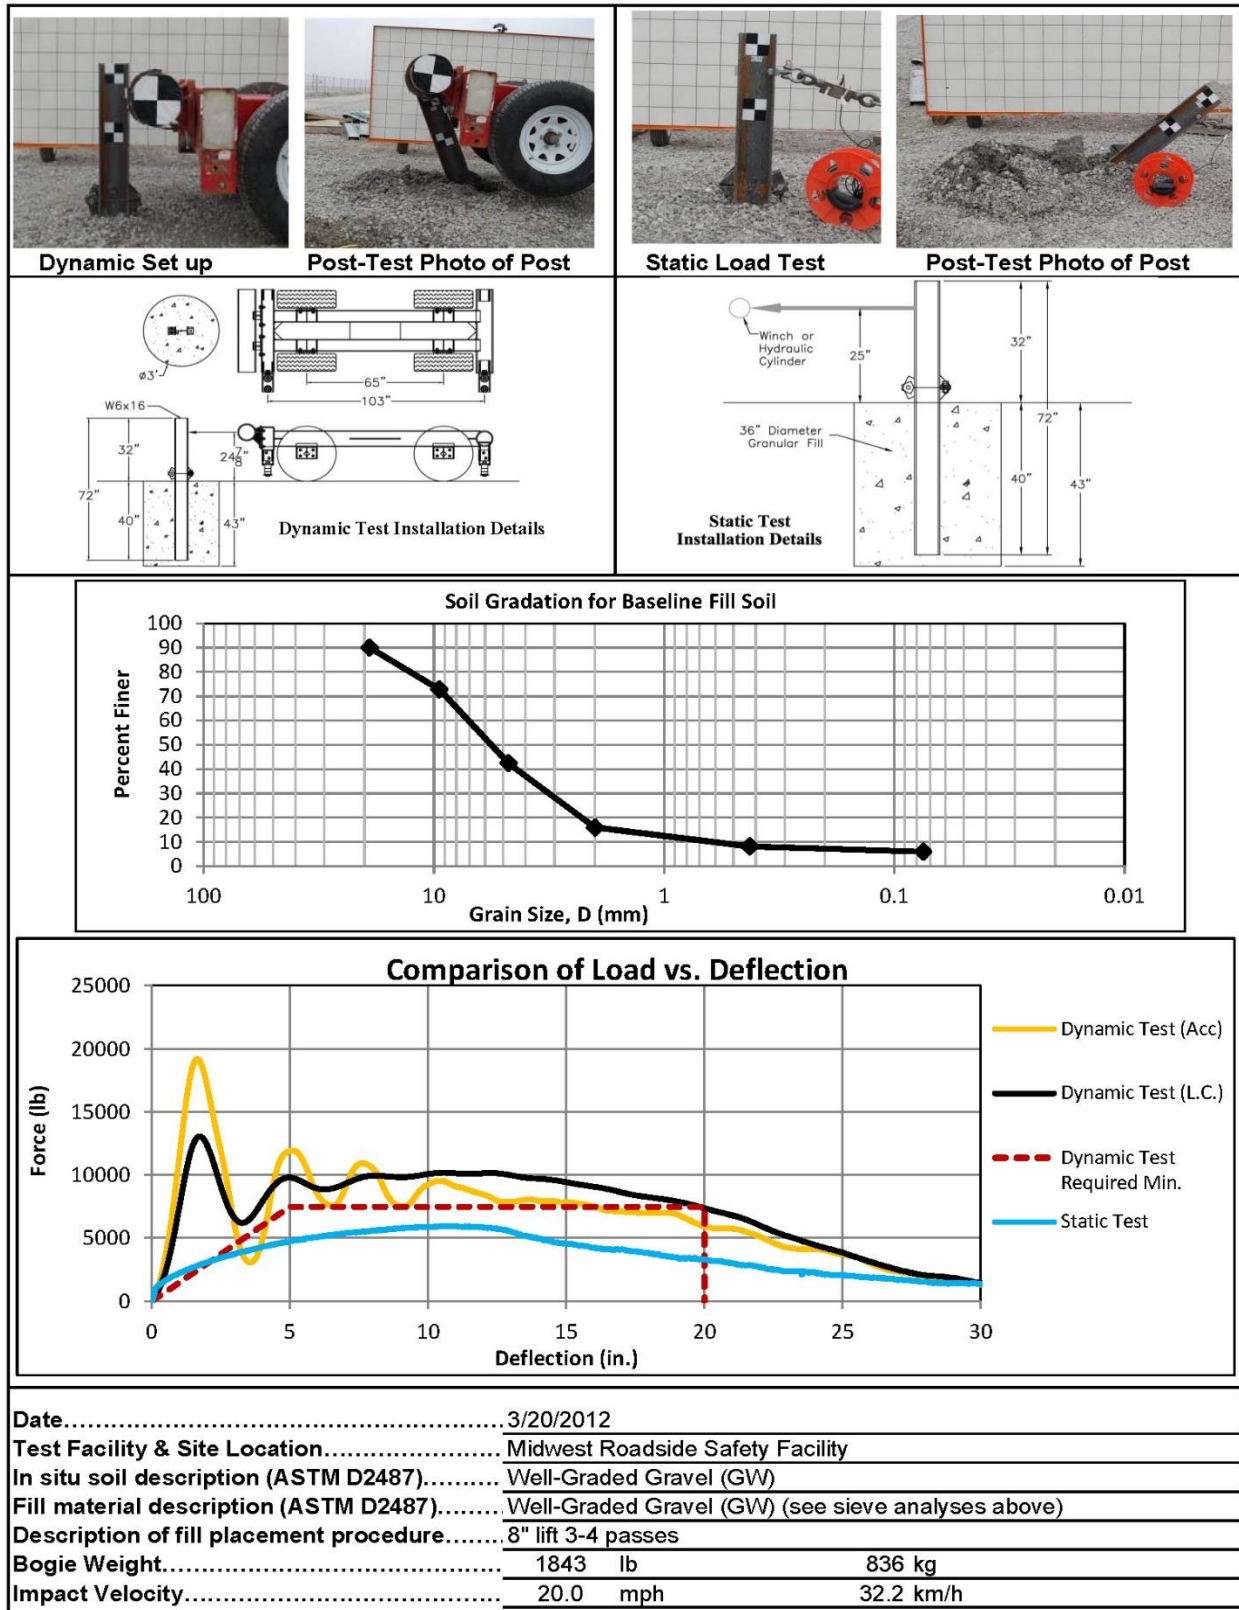 Dynamic Set up
Post-Test Photo of Post
Static Load Test
Post-Test Photo of Post
ø3'
65"
103"
W6x16
32"
24 7/8"
72"
40"
43"
Dynamic Test Installation Details
Winch or
Hydraulic
Cylinder
25"
32"
72"
36" Diameter
Granular Fill
40"
43"
Static Test
Installation Details
Soil Gradation for Baseline Fill Soil
Percent Finer
100
90
80
70
60
50
40
30
20
10
0
100 10 1 0.1 0.01
Grain Size, D (mm)
Comparison of Load vs. Deflection
Force (lb)
25000
20000
15000
10000
5000
0
0 5 10 15 20 25 30
Deflection (in.)
Dynamic Test (Acc)
Dynamic Test (L.C.)
Dynamic Test
Required Min.
Static Test
Date.................................................... 3/20/2012
Test Facility & Site Location.................... Midwest Roadside Safety Facility
In situ soil description (ASTM D2487)........ Well-Graded Gravel (GW)
Fill material description (ASTM D2487)...... Well-Graded Gravel (GW) (see sieve analyses above)
Description of fill placement procedure....... 8" lift 3-4 passes
Bogie Weight......................................... 1843 lb 836 kg
Impact Velocity...................................... 20.0 mph 32.2 km/h